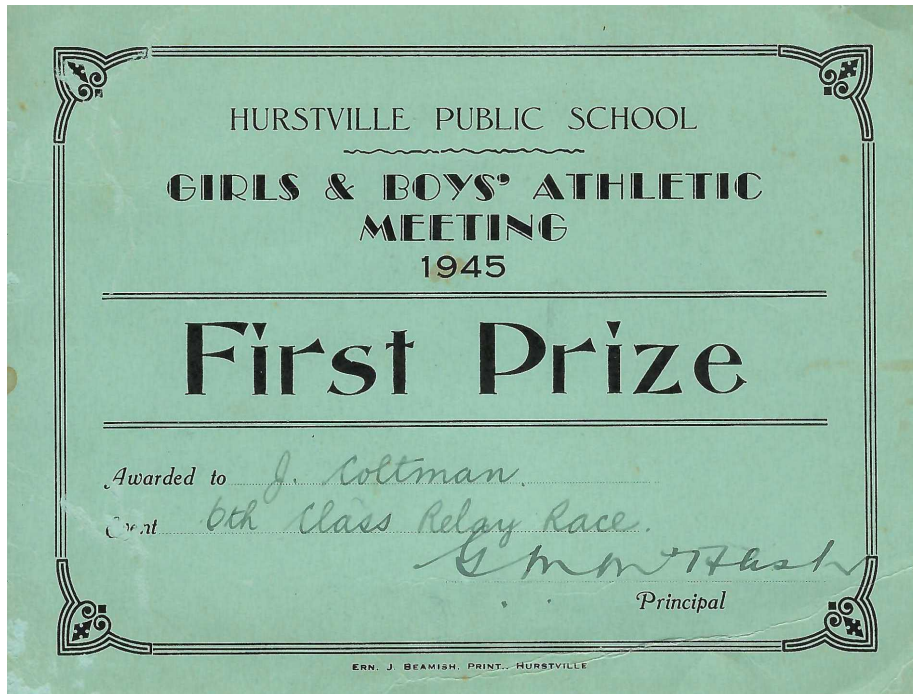 HURSTVILLE PUBLIC SCHOOL
GIRLS & BOYS' ATHLETIC
MEETING
1945
First Prize
Awarded to J. Coltman.
Event 6th Class Relay Race.
Principal
ERN. J. BEAMISH, PRINT., HURSTVILLE